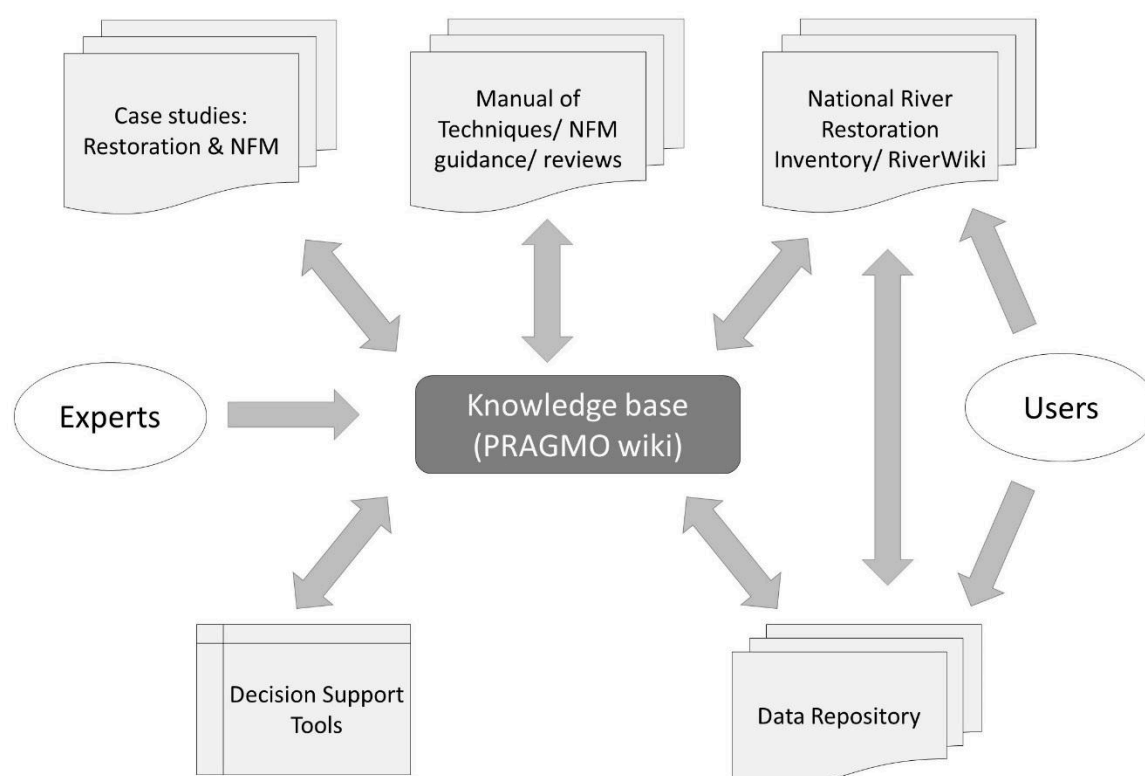 Case studies:
Restoration & NFM
Manual of
Techniques/ NFM
guidance/ reviews
National River
Restoration
Inventory/ RiverWiki
Experts
Knowledge base
(PRAGMO wiki)
Users
Decision Support
Tools
Data Repository